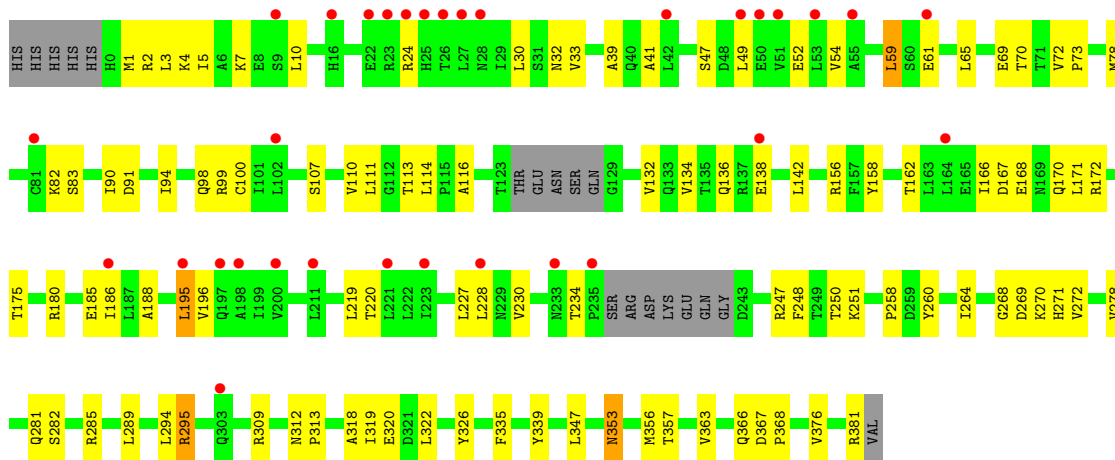 HIS HIS HIS HIS HIS H0 M1 R2 L3 K4 I5 A6 K7 E8 S9 L10 H16 E22 R23 R24 H25 T26 L27 N28 I29 L30 S31 N32 V33 A39 Q40 A41 L42 S47 D48 L49 E50 V51 E52 L53 V54 A55 L59 S60 E61 L65 E69 T70 T71 V72 P73
C81 K82 S83 I90 D91 I94 Q98 R99 C100 I101 L102 S107 V110 L111 G112 T113 L114 P115 A116 T123 THR GLU ASN SER GLN G129 V132 Q133 V134 T135 Q136 R137 E138 L142 R156 F157 Y158 T162 L163 L164 E165 I166 D167 E168 N169 Q170 L171 R172
T175 R180 E185 I186 L187 A188 L195 V196 Q197 A198 I199 V200 L211 L219 T220 L221 L222 I223 L227 L228 N229 V230 N233 T234 P235 SER ARG ASP LYS GLU GLN GLY D243 R247 F248 T249 T250 K251 P258 D259 Y260 I264 G268 D269 K270 H271 V272
Q281 S282 R285 L289 L294 R295 Q303 R309 N312 P313 A318 I319 E320 D321 L322 Y326 F335 Y339 L347 N353 M356 T357 V363 Q366 D367 P368 V376 R381 VAL